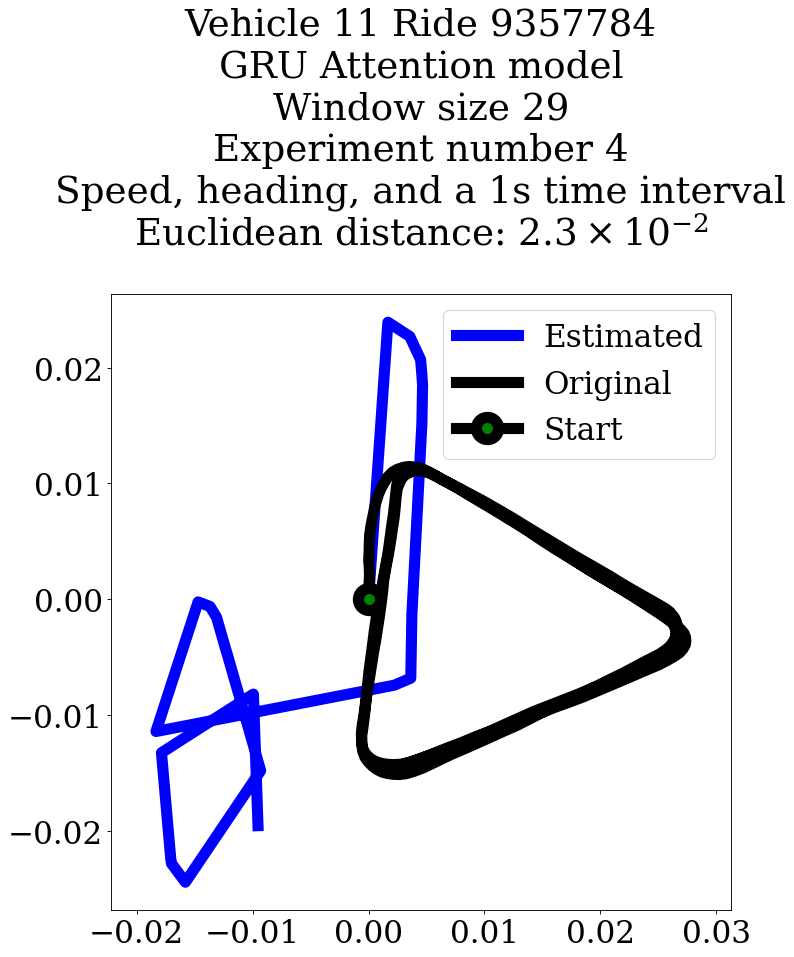 Vehicle 11 Ride 9357784
GRU Attention model
Window size 29
Experiment number 4
Speed, heading, and a 1s time interval
Euclidean distance: 2.3 × 10⁻²
Estimated
Original
Start
0.02
0.01
0.00
−0.01
−0.02
−0.02 −0.01 0.00 0.01 0.02 0.03